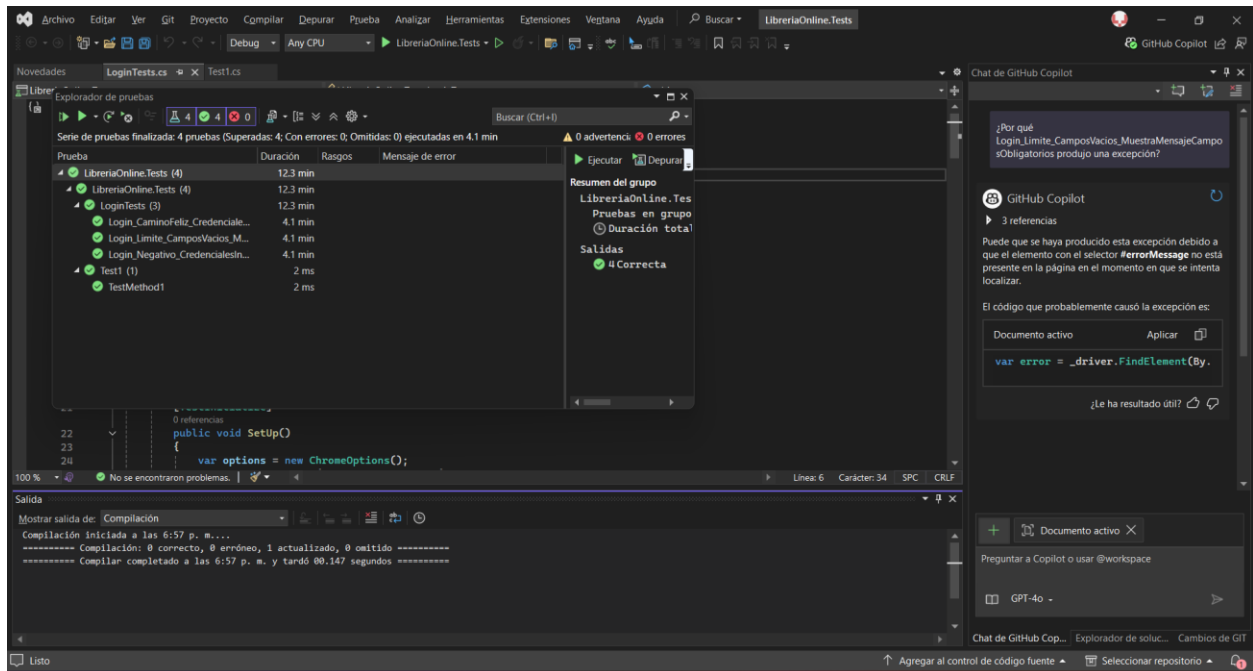 Archivo Editar Ver Git Proyecto Compilar Depurar Prueba Analizar Herramientas Extensiones Ventana Ayuda Buscar LibreriaOnline.Tests
Debug Any CPU LibreriaOnline.Tests GitHub Copilot
Novedades LoginTests.cs Test1.cs
Explorador de pruebas
4 4 0 Buscar (Ctrl+I)
Serie de pruebas finalizada: 4 pruebas (Superadas: 4; Con errores: 0; Omitidas: 0) ejecutadas en 4.1 min 0 advertenci 0 errores
Prueba Duración Rasgos Mensaje de error
LibreriaOnline.Tests (4) 12.3 min
LibreriaOnline.Tests (4) 12.3 min
LoginTests (3) 12.3 min
Login_CaminoFeliz_Credenciale... 4.1 min
Login_Limite_CamposVacios_M... 4.1 min
Login_Negativo_CredencialesIn... 4.1 min
Test1 (1) 2 ms
TestMethod1 2 ms
Ejecutar Depurar
Resumen del grupo
LibreriaOnline.Tes
Pruebas en grupo
Duración total
Salidas
4 Correcta
0 referencias
22 public void SetUp()
23 {
24 var options = new ChromeOptions();
100 % No se encontraron problemas. Línea: 6 Carácter: 34 SPC CRLF
Salida
Mostrar salida de: Compilación
Compilación iniciada a las 6:57 p. m....
========== Compilación: 0 correcto, 0 erróneo, 1 actualizado, 0 omitido ==========
========== Compilar completado a las 6:57 p. m. y tardó 00.147 segundos ==========
Chat de GitHub Copilot
¿Por qué
Login_Limite_CamposVacios_MuestraMensajeCampo
sObligatorios produjo una excepción?
GitHub Copilot
3 referencias
Puede que se haya producido esta excepción debido a
que el elemento con el selector #errorMessage no está
presente en la página en el momento en que se intenta
localizar.
El código que probablemente causó la excepción es:
Documento activo Aplicar
var error = _driver.FindElement(By.
¿Le ha resultado útil?
Documento activo
Preguntar a Copilot o usar @workspace
GPT-4o
Chat de GitHub Cop... Explorador de soluc... Cambios de GIT
Listo Agregar al control de código fuente Seleccionar repositorio